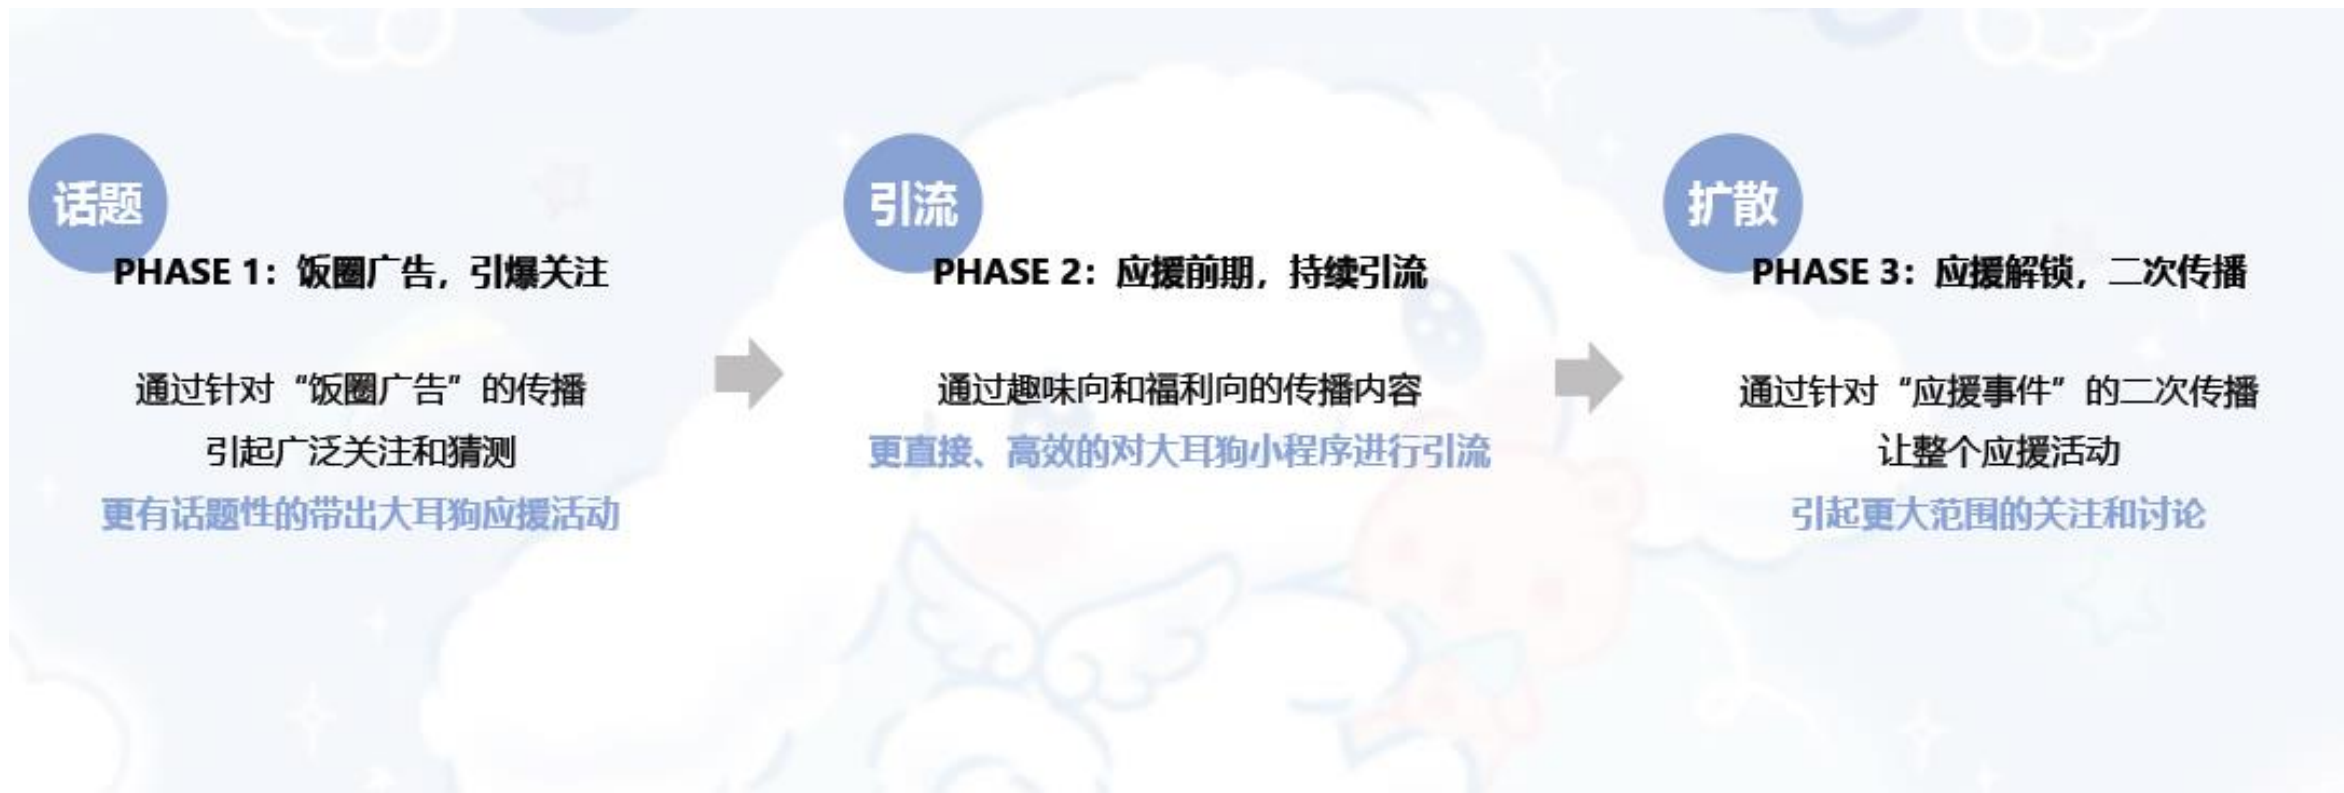 话题
PHASE 1：饭圈广告，引爆关注
通过针对“饭圈广告”的传播
引起广泛关注和猜测
更有话题性的带出大耳狗应援活动
引流
PHASE 2：应援前期，持续引流
通过趣味向和福利向的传播内容
更直接、高效的对大耳狗小程序进行引流
扩散
PHASE 3：应援解锁，二次传播
通过针对“应援事件”的二次传播
让整个应援活动
引起更大范围的关注和讨论